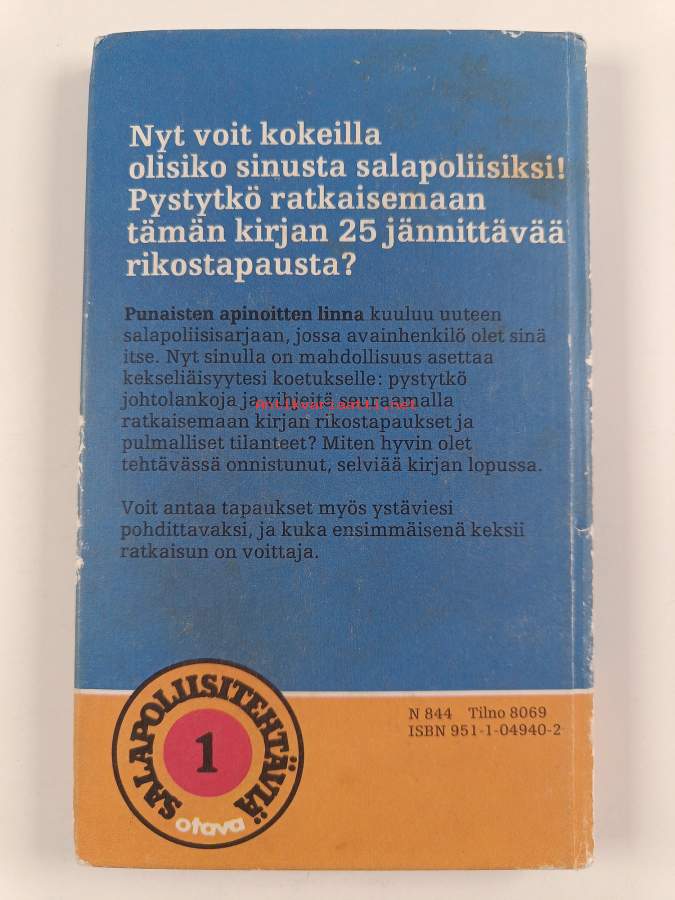 Nyt voit kokeilla
olisiko sinusta salapoliisiksi!
Pystytkö ratkaisemaan
tämän kirjan 25 jännittävää
rikostapausta?
Punaisten apinoitten linna kuuluu uuteen
salapoliisisarjaan, jossa avainhenkilö olet sinä
itse. Nyt sinulla on mahdollisuus asettaa
kekseliäisyytesi koetukselle: pystytkö
johtolankoja ja vihjeitä seuraamalla
antikvariaatti.net
ratkaisemaan kirjan rikostapaukset ja
pulmalliset tilanteet? Miten hyvin olet
tehtävässä onnistunut, selviää kirjan lopussa.
Voit antaa tapaukset myös ystäviesi
pohdittavaksi, ja kuka ensimmäisenä keksii
ratkaisun on voittaja.
SALAPOLIISITEHTÄVIÄ
1
otava
N 844 Tilno 8069
ISBN 951-1-04940-2